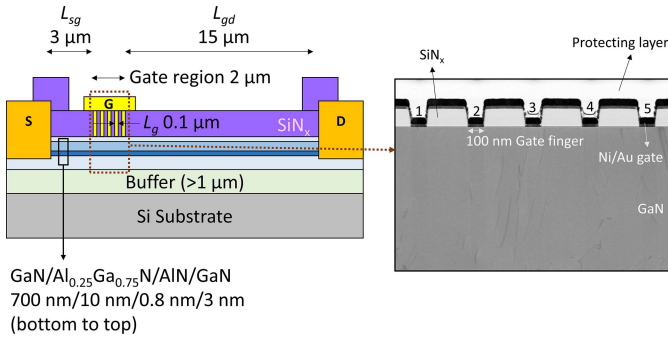 L_sg
3 µm
L_gd
15 µm
Gate region 2 µm
G
S
L_g 0.1 µm
SiN_x
D
Buffer (>1 µm)
Si Substrate
GaN/Al_0.25Ga_0.75N/AlN/GaN
700 nm/10 nm/0.8 nm/3 nm
(bottom to top)
SiN_x
Protecting layer
1 2 3 4 5
100 nm Gate finger
Ni/Au gate
GaN